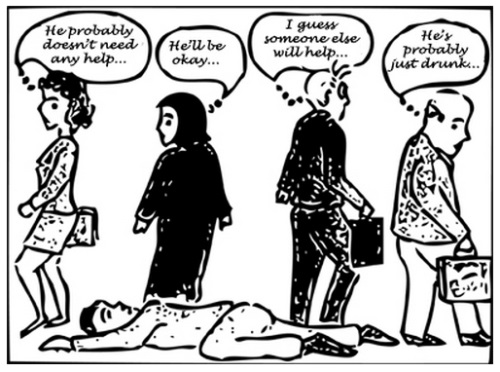 He probably
doesn't need
any help...
He'll be
okay...
I guess
someone else
will help...
He's
probably
just drunk...